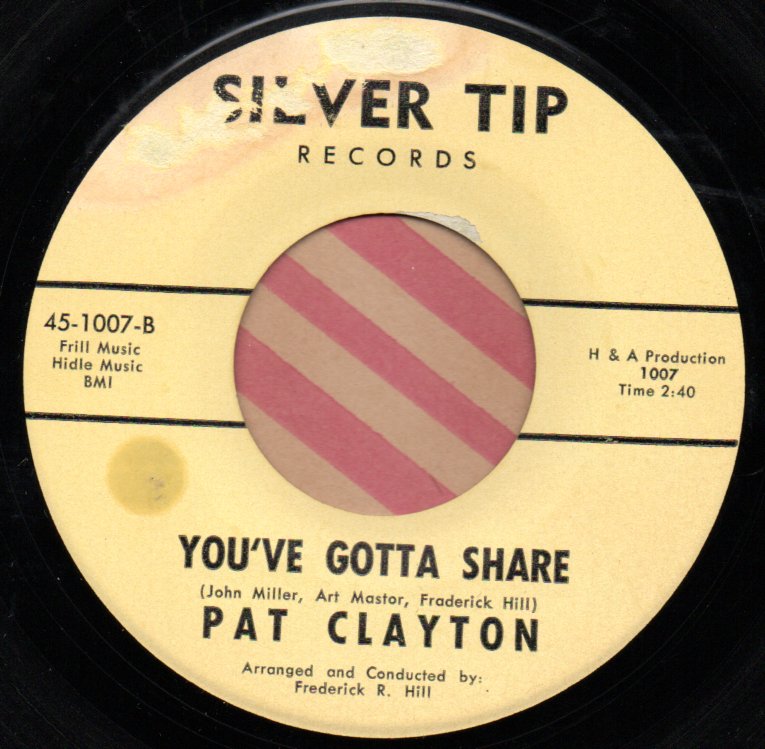 SILVER TIP
RECORDS
45-1007-B
Frill Music
Hidle Music
BMI
H & A Production
1007
Time 2:40
YOU'VE GOTTA SHARE
(John Miller, Art Mastor, Fraderick Hill)
PAT CLAYTON
Arranged and Conducted by:
Frederick R. Hill